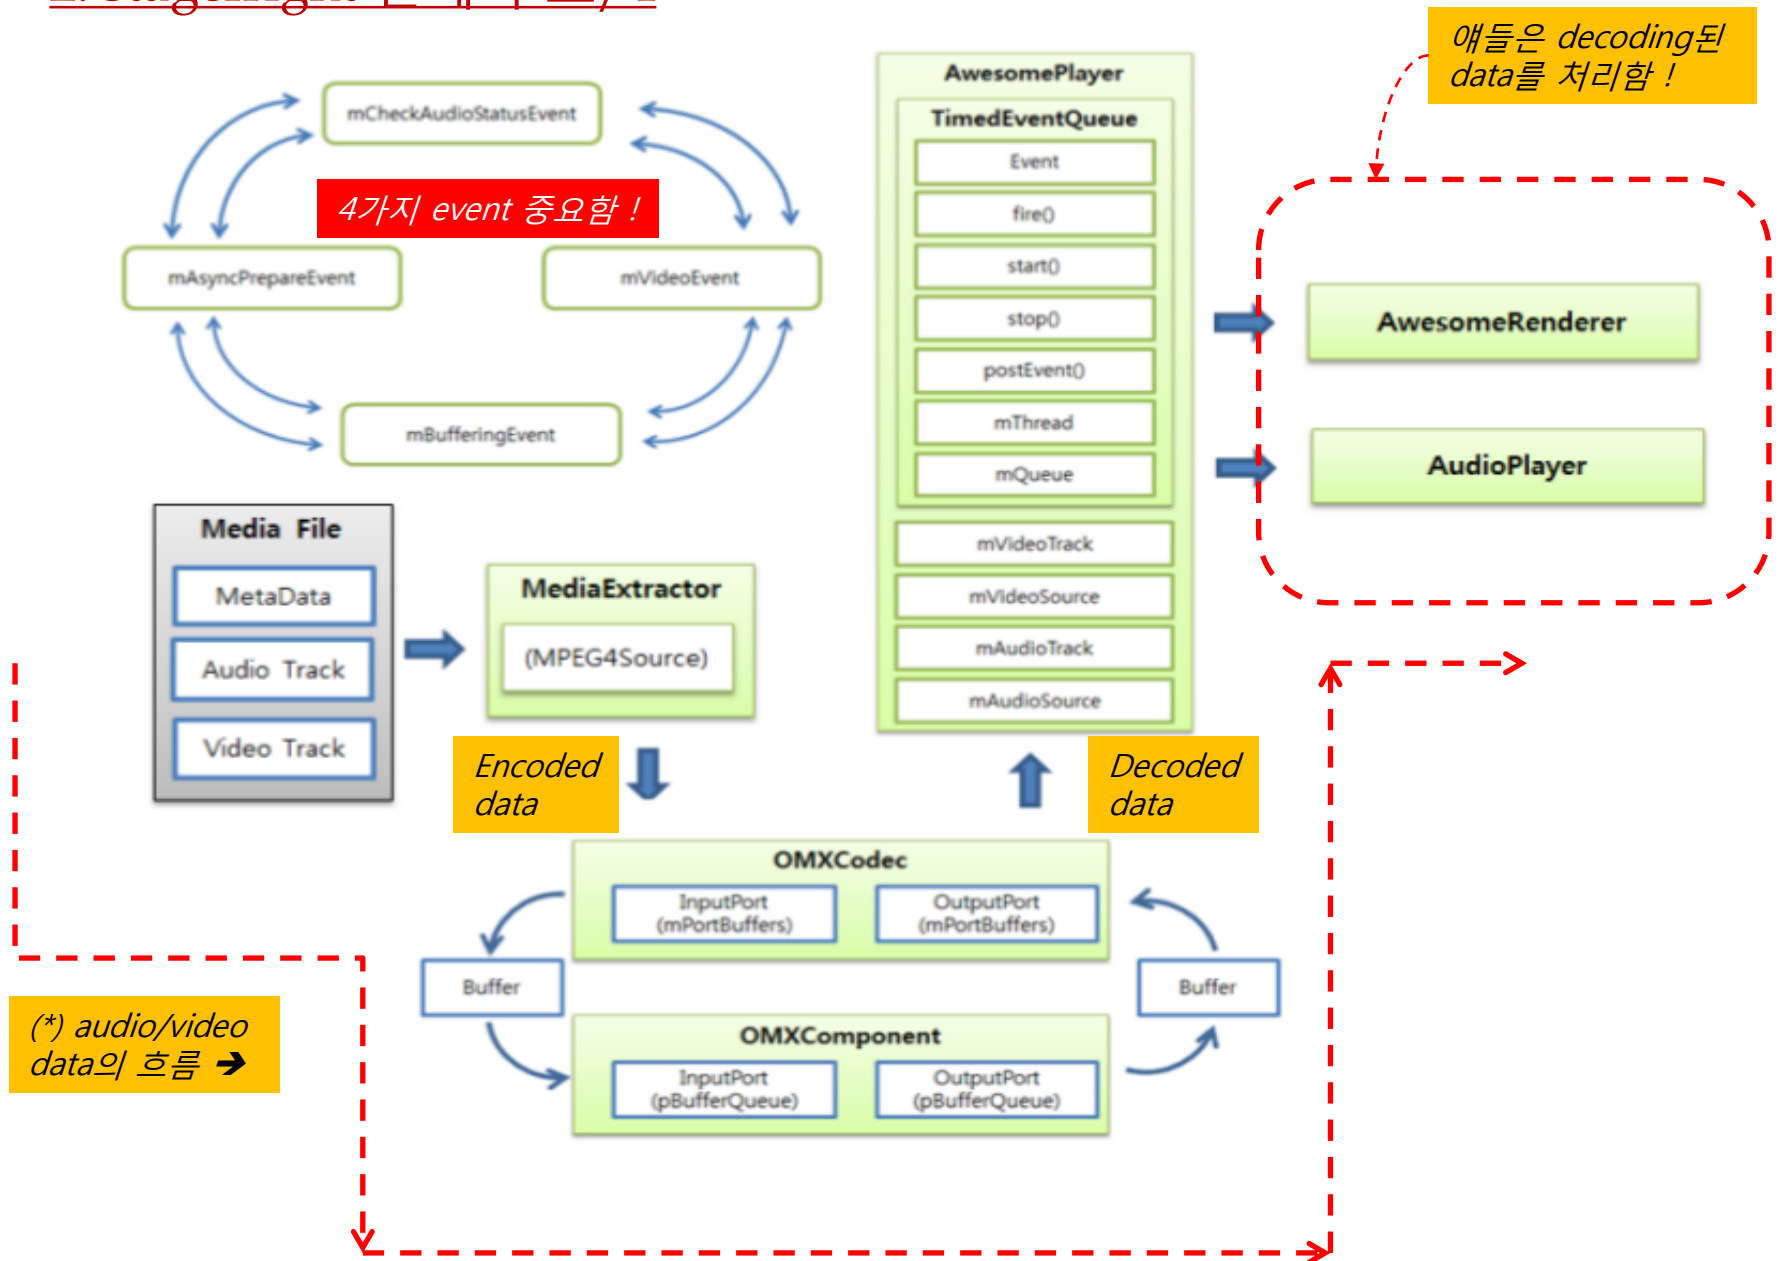 2. Stagefright
얘들은 decoding된
data를 처리함 !
mCheckAudioStatusEvent
4가지 event 중요함 !
mAsyncPrepareEvent
mVideoEvent
mBufferingEvent
AwesomePlayer
TimedEventQueue
Event
fire()
start()
stop()
postEvent()
mThread
mQueue
mVideoTrack
mVideoSource
mAudioTrack
mAudioSource
AwesomeRenderer
AudioPlayer
Media File
MetaData
Audio Track
Video Track
MediaExtractor
(MPEG4Source)
Encoded
data
Decoded
data
OMXCodec
InputPort
(mPortBuffers)
OutputPort
(mPortBuffers)
Buffer
Buffer
OMXComponent
InputPort
(pBufferQueue)
OutputPort
(pBufferQueue)
(*) audio/video
data의 흐름 ➔